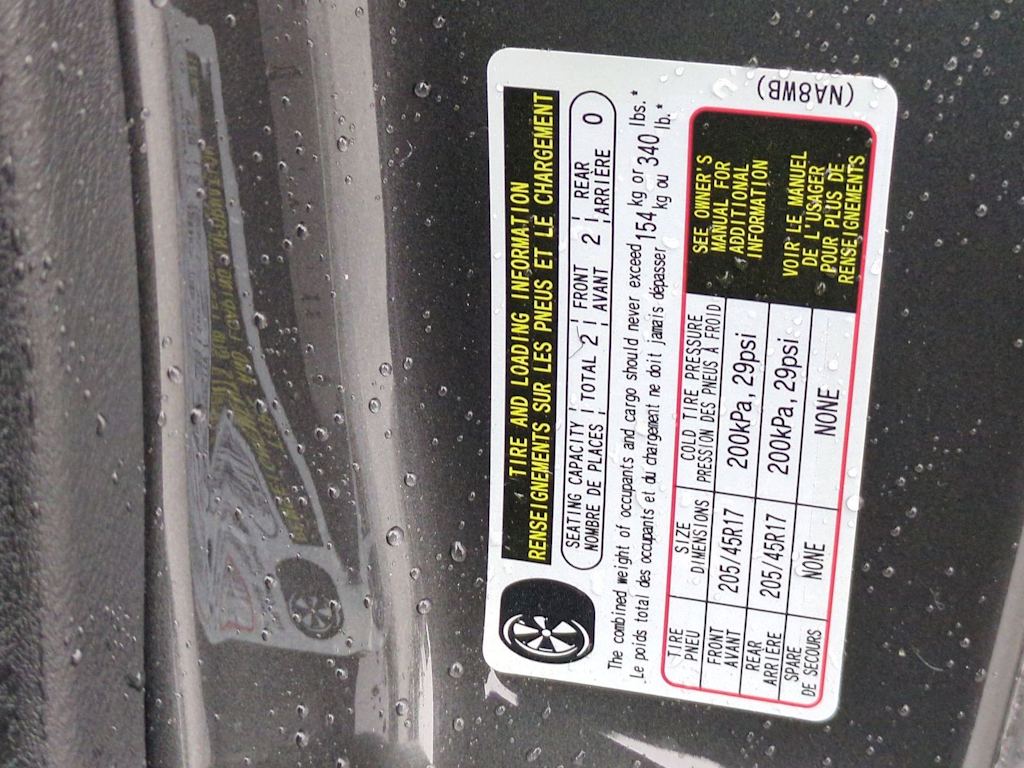 TIRE AND LOADING INFORMATION
RENSEIGNEMENTS SUR LES PNEUS ET LE CHARGEMENT
SEATING CAPACITY TOTAL 2 FRONT 2 REAR 0
NOMBRE DE PLACES AVANT ARRIÈRE
The combined weight of occupants and cargo should never exceed 154 kg or 340 lbs.*
Le poids total des occupants et du chargement ne doit jamais dépasser kg ou lb.*
TIRE SIZE COLD TIRE PRESSURE
PNEU DIMENSIONS PRESSION DES PNEUS À FROID
FRONT
AVANT 205/45R17 200kPa, 29psi
REAR
ARRIÈRE 205/45R17 200kPa, 29psi
SPARE
DE SECOURS NONE NONE
SEE OWNER'S
MANUAL FOR
ADDITIONAL
INFORMATION
VOIR LE MANUEL
DE L'USAGER
POUR PLUS DE
RENSEIGNEMENTS
(NA8WB)